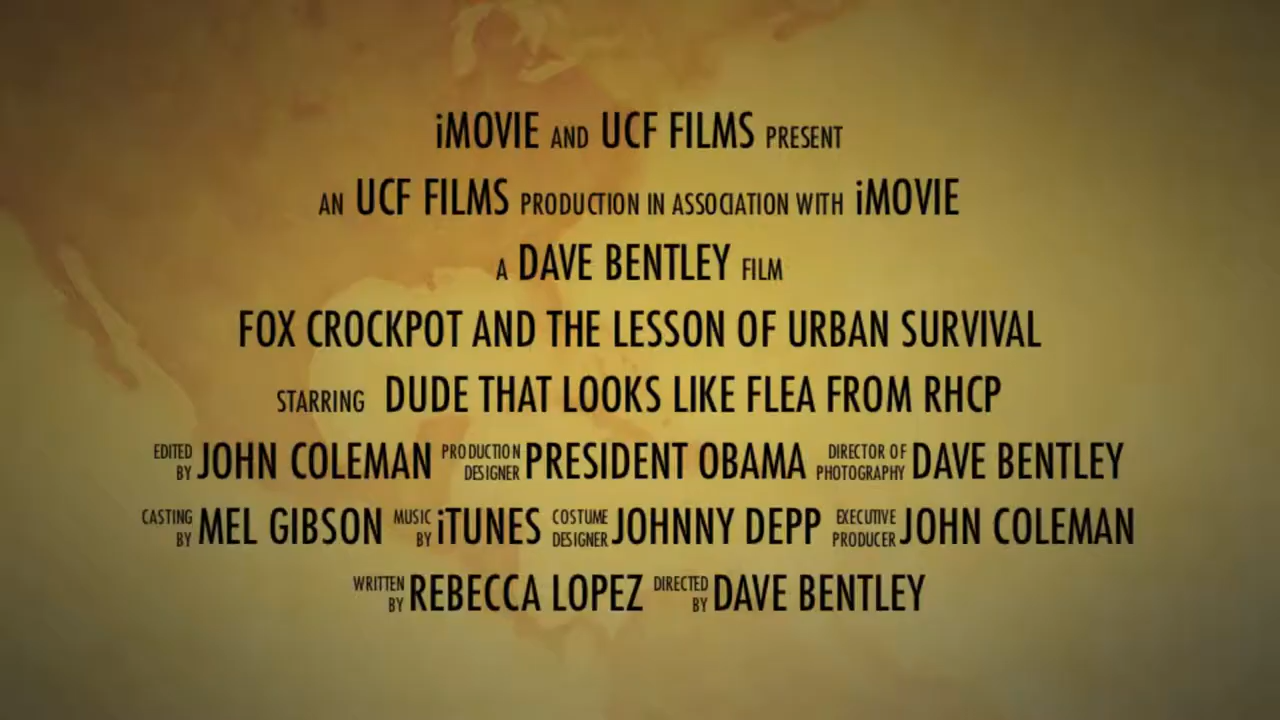 iMOVIE AND UCF FILMS PRESENT
AN UCF FILMS PRODUCTION IN ASSOCIATION WITH iMOVIE
A DAVE BENTLEY FILM
FOX CROCKPOT AND THE LESSON OF URBAN SURVIVAL
STARRING DUDE THAT LOOKS LIKE FLEA FROM RHCP
EDITED BY JOHN COLEMAN PRODUCTION DESIGNER PRESIDENT OBAMA DIRECTOR OF PHOTOGRAPHY DAVE BENTLEY
CASTING BY MEL GIBSON MUSIC BY iTUNES COSTUME DESIGNER JOHNNY DEPP EXECUTIVE PRODUCER JOHN COLEMAN
WRITTEN BY REBECCA LOPEZ DIRECTED BY DAVE BENTLEY